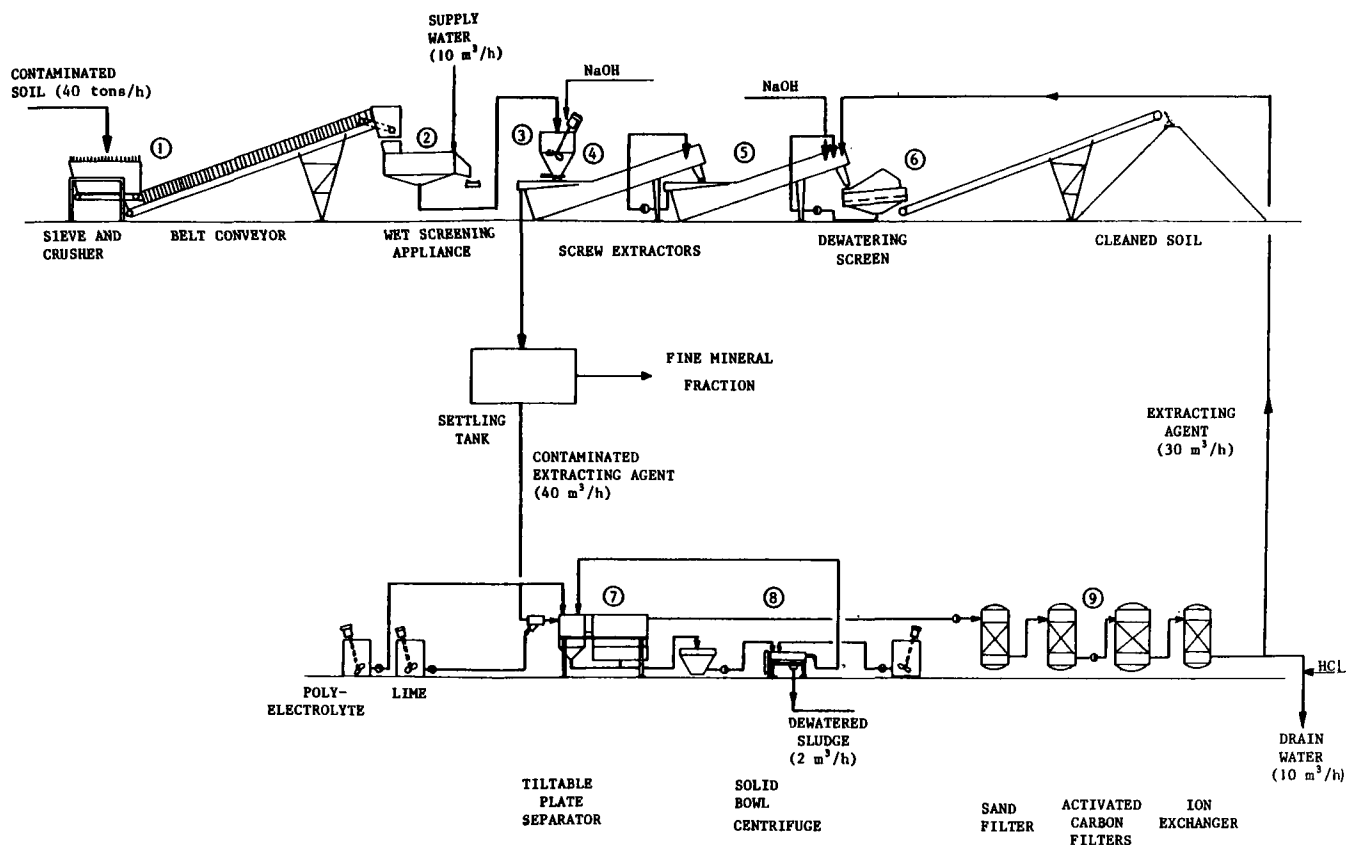 SUPPLY
WATER
(10 m³/h)
CONTAMINATED
SOIL (40 tons/h)
NaOH
NaOH
1
2
3
4
5
6
SIEVE AND
CRUSHER
BELT CONVEYOR
WET SCREENING
APPLIANCE
SCREW EXTRACTORS
DEWATERING
SCREEN
CLEANED SOIL
FINE MINERAL
FRACTION
SETTLING
TANK
EXTRACTING
AGENT
(30 m³/h)
CONTAMINATED
EXTRACTING AGENT
(40 m³/h)
7
8
9
HCl
POLY-
ELECTROLYTE
LIME
DEWATERED
SLUDGE
(2 m³/h)
DRAIN
WATER
(10 m³/h)
TILTABLE
PLATE
SEPARATOR
SOLID
BOWL
CENTRIFUGE
SAND
FILTER
ACTIVATED
CARBON
FILTERS
ION
EXCHANGER